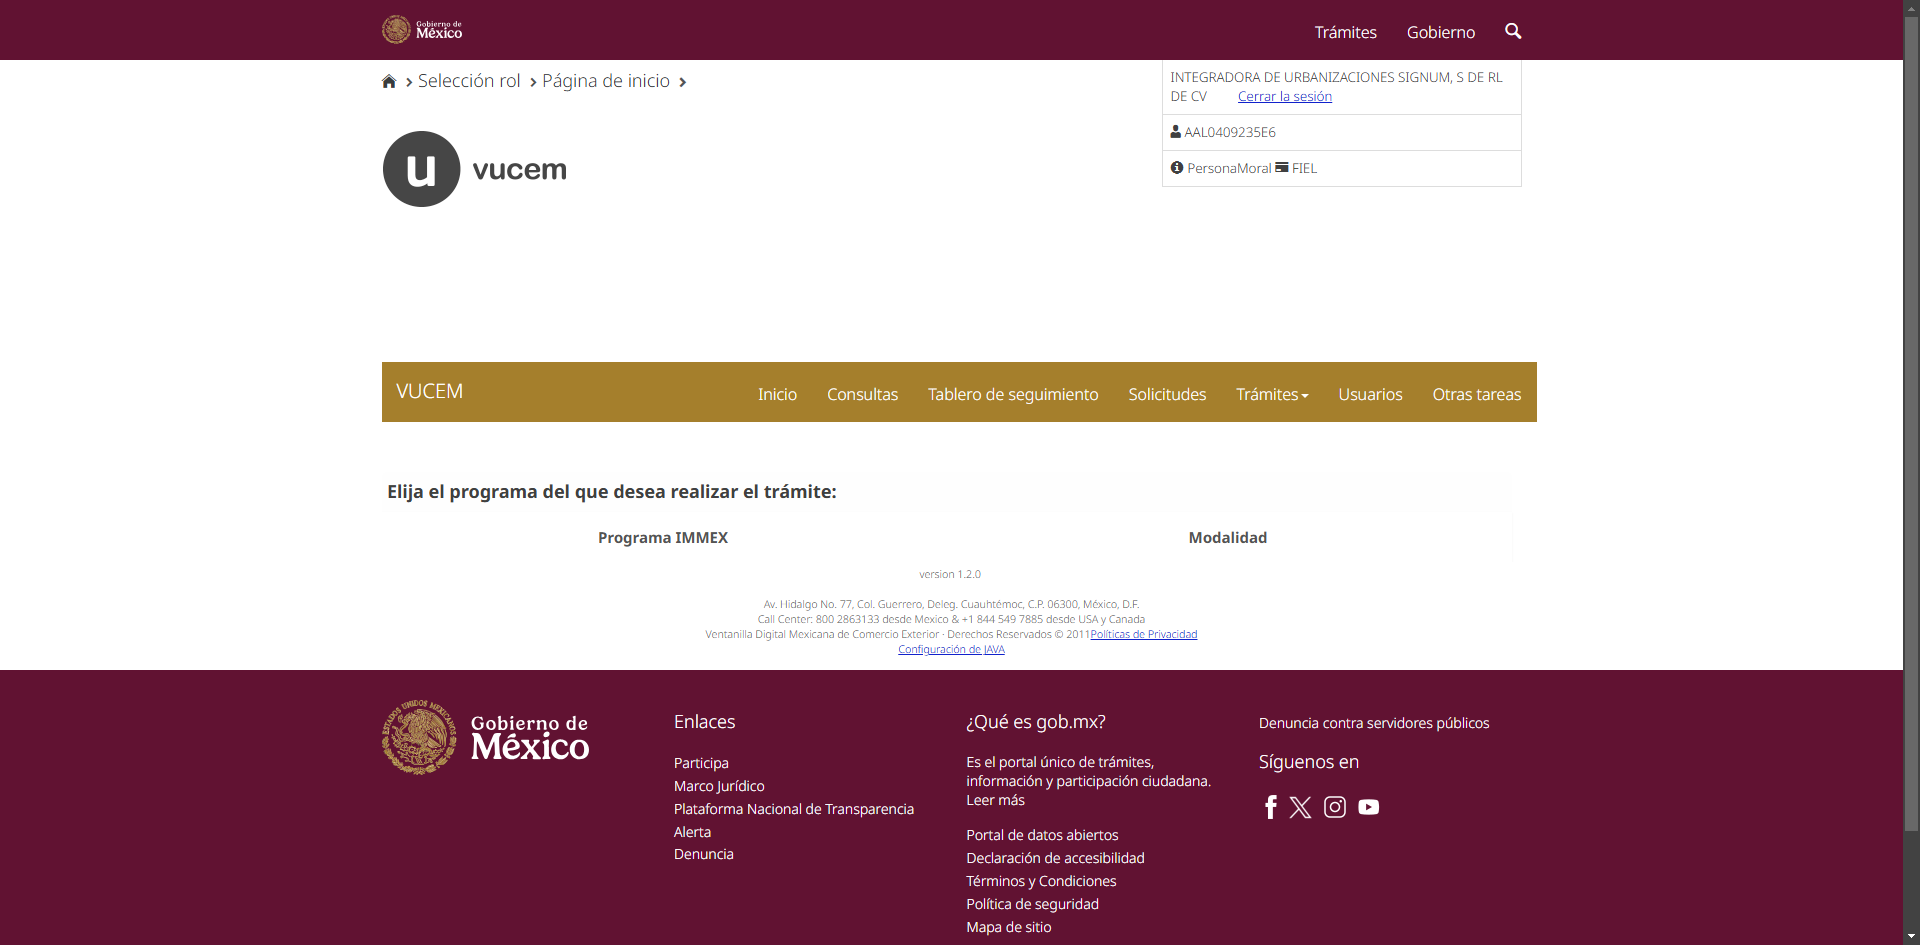 Gobierno de
México
Trámites
Gobierno
Selección rol
Página de inicio
INTEGRADORA DE URBANIZACIONES SIGNUM, S DE RL
DE CV Cerrar la sesión
AAL0409235E6
PersonaMoral FIEL
u vucem
VUCEM
Inicio
Consultas
Tablero de seguimiento
Solicitudes
Trámites
Usuarios
Otras tareas
Elija el programa del que desea realizar el trámite:
Programa IMMEX
Modalidad
version 1.2.0
Av. Hidalgo No. 77, Col. Guerrero, Deleg. Cuauhtémoc, C.P. 06300, México, D.F.
Call Center: 800 2863133 desde Mexico & +1 844 549 7885 desde USA y Canada
Ventanilla Digital Mexicana de Comercio Exterior · Derechos Reservados © 2011Políticas de Privacidad
Configuración de JAVA
ESTADOS UNIDOS MEXICANOS
Gobierno de
México
Enlaces
Participa
Marco Jurídico
Plataforma Nacional de Transparencia
Alerta
Denuncia
¿Qué es gob.mx?
Es el portal único de trámites,
información y participación ciudadana.
Leer más
Portal de datos abiertos
Declaración de accesibilidad
Términos y Condiciones
Política de seguridad
Mapa de sitio
Denuncia contra servidores públicos
Síguenos en